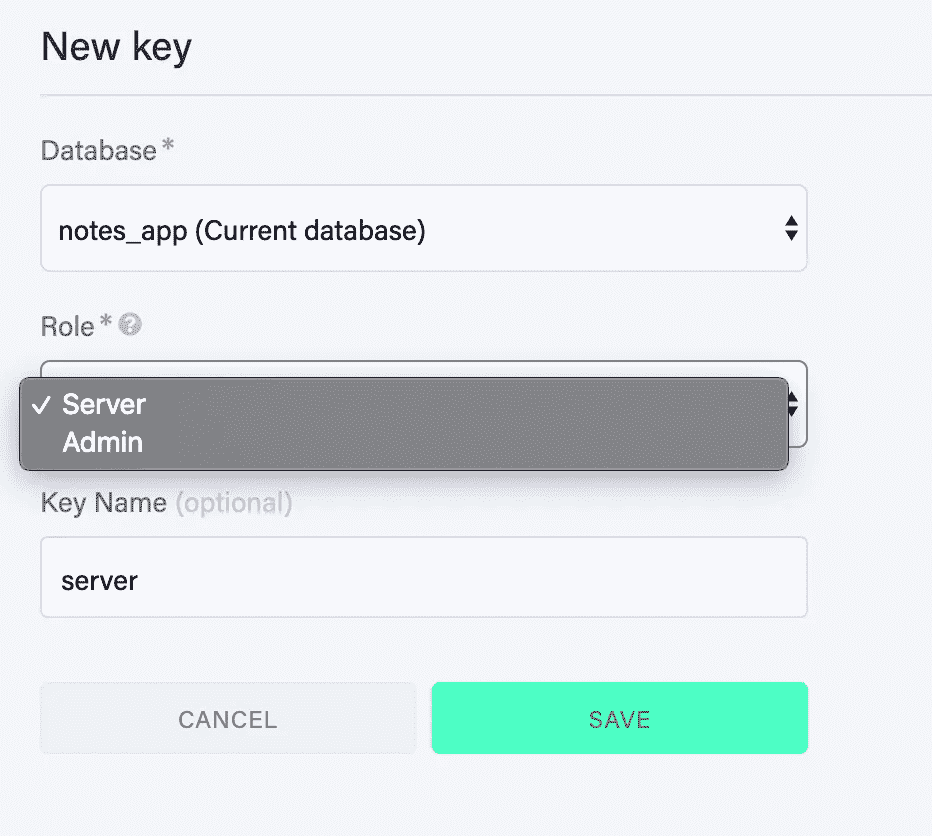 New key
Database *
notes_app (Current database)
Role * ?
✓ Server
Admin
Key Name (optional)
server
CANCEL SAVE